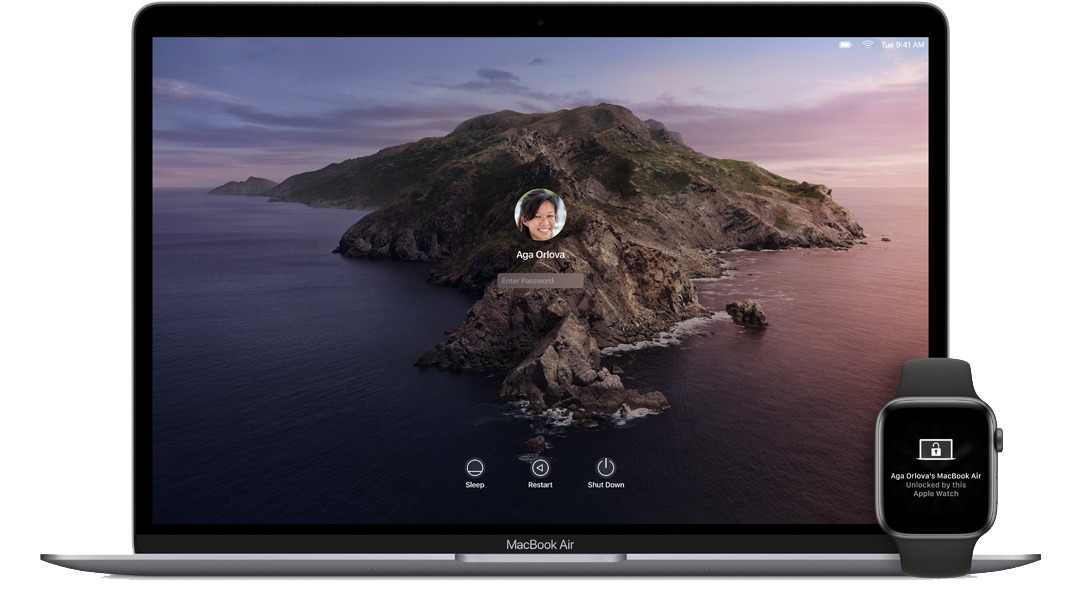 Tue 9:41 AM
Aga Orlova
Enter Password
Sleep
Restart
Shut Down
MacBook Air
Aga Orlova's MacBook Air
Unlocked by this
Apple Watch